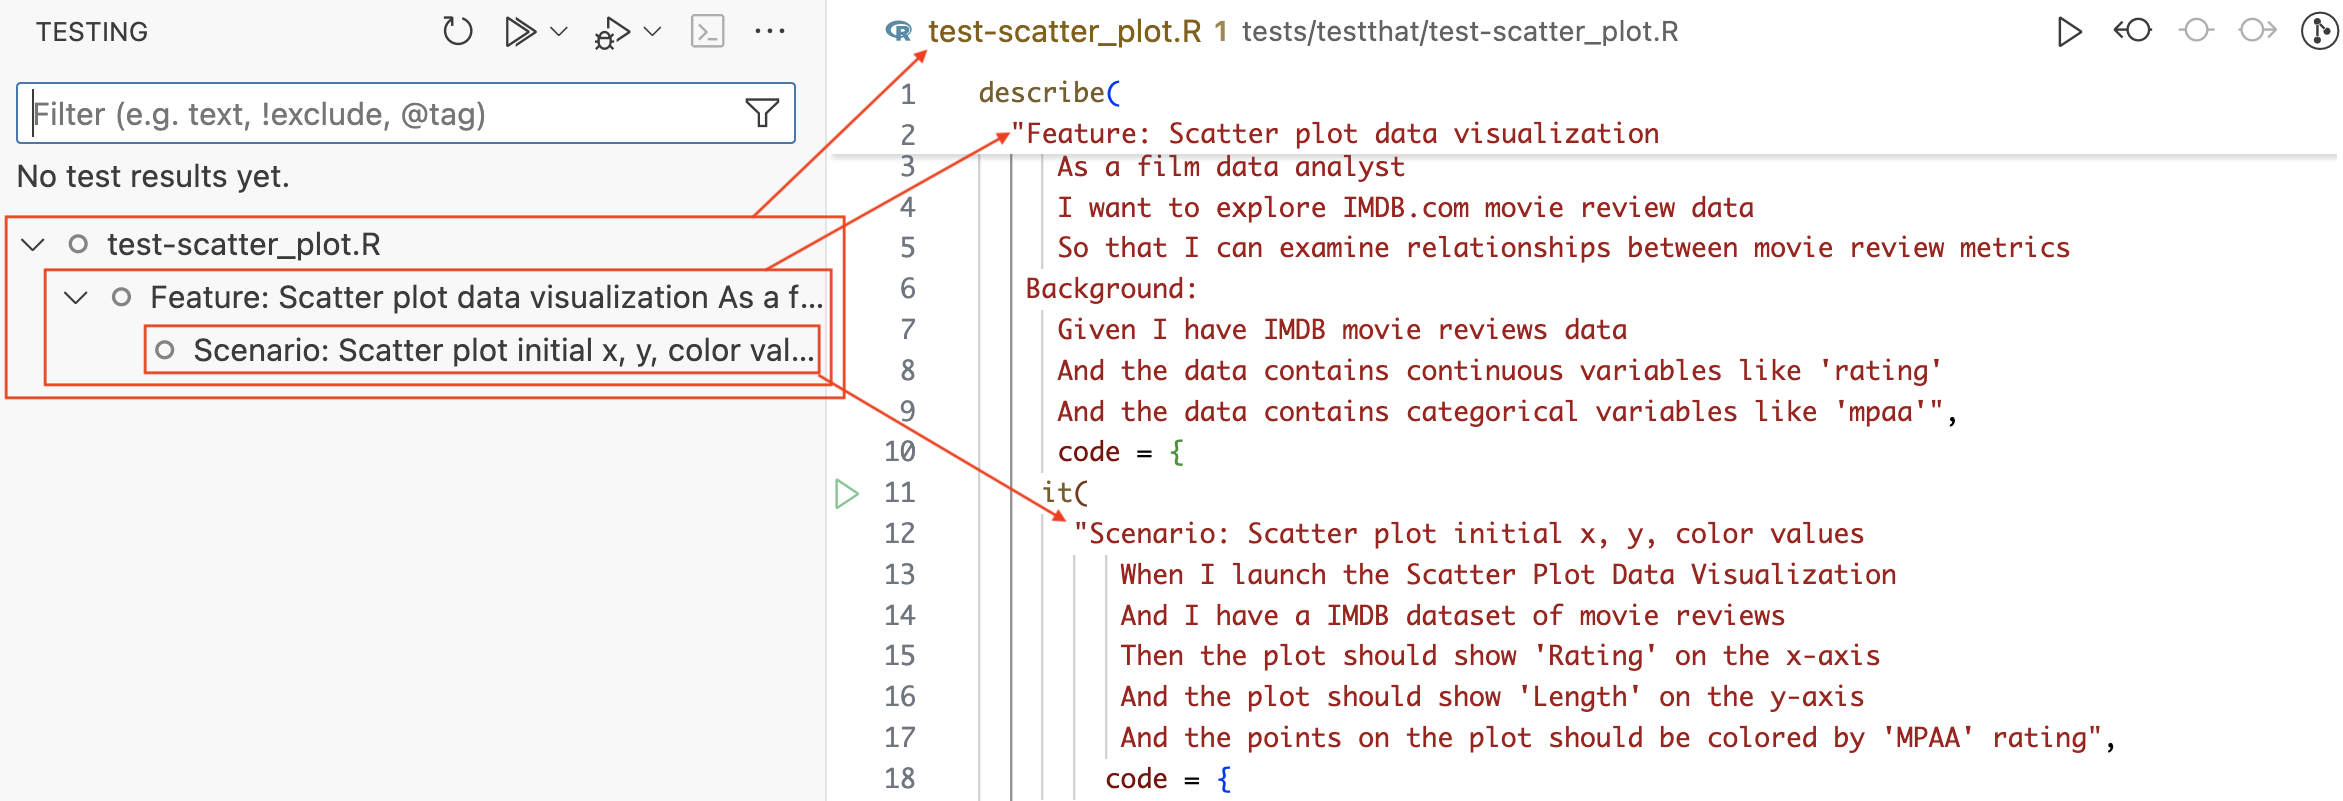 TESTING
Filter (e.g. text, !exclude, @tag)
No test results yet.
test-scatter_plot.R
Feature: Scatter plot data visualization As a f...
Scenario: Scatter plot initial x, y, color val...
R test-scatter_plot.R 1 tests/testthat/test-scatter_plot.R
1 describe(
2 "Feature: Scatter plot data visualization
3 As a film data analyst
4 I want to explore IMDB.com movie review data
5 So that I can examine relationships between movie review metrics
6 Background:
7 Given I have IMDB movie reviews data
8 And the data contains continuous variables like 'rating'
9 And the data contains categorical variables like 'mpaa'",
10 code = {
11 it(
12 "Scenario: Scatter plot initial x, y, color values
13 When I launch the Scatter Plot Data Visualization
14 And I have a IMDB dataset of movie reviews
15 Then the plot should show 'Rating' on the x-axis
16 And the plot should show 'Length' on the y-axis
17 And the points on the plot should be colored by 'MPAA' rating",
18 code = {